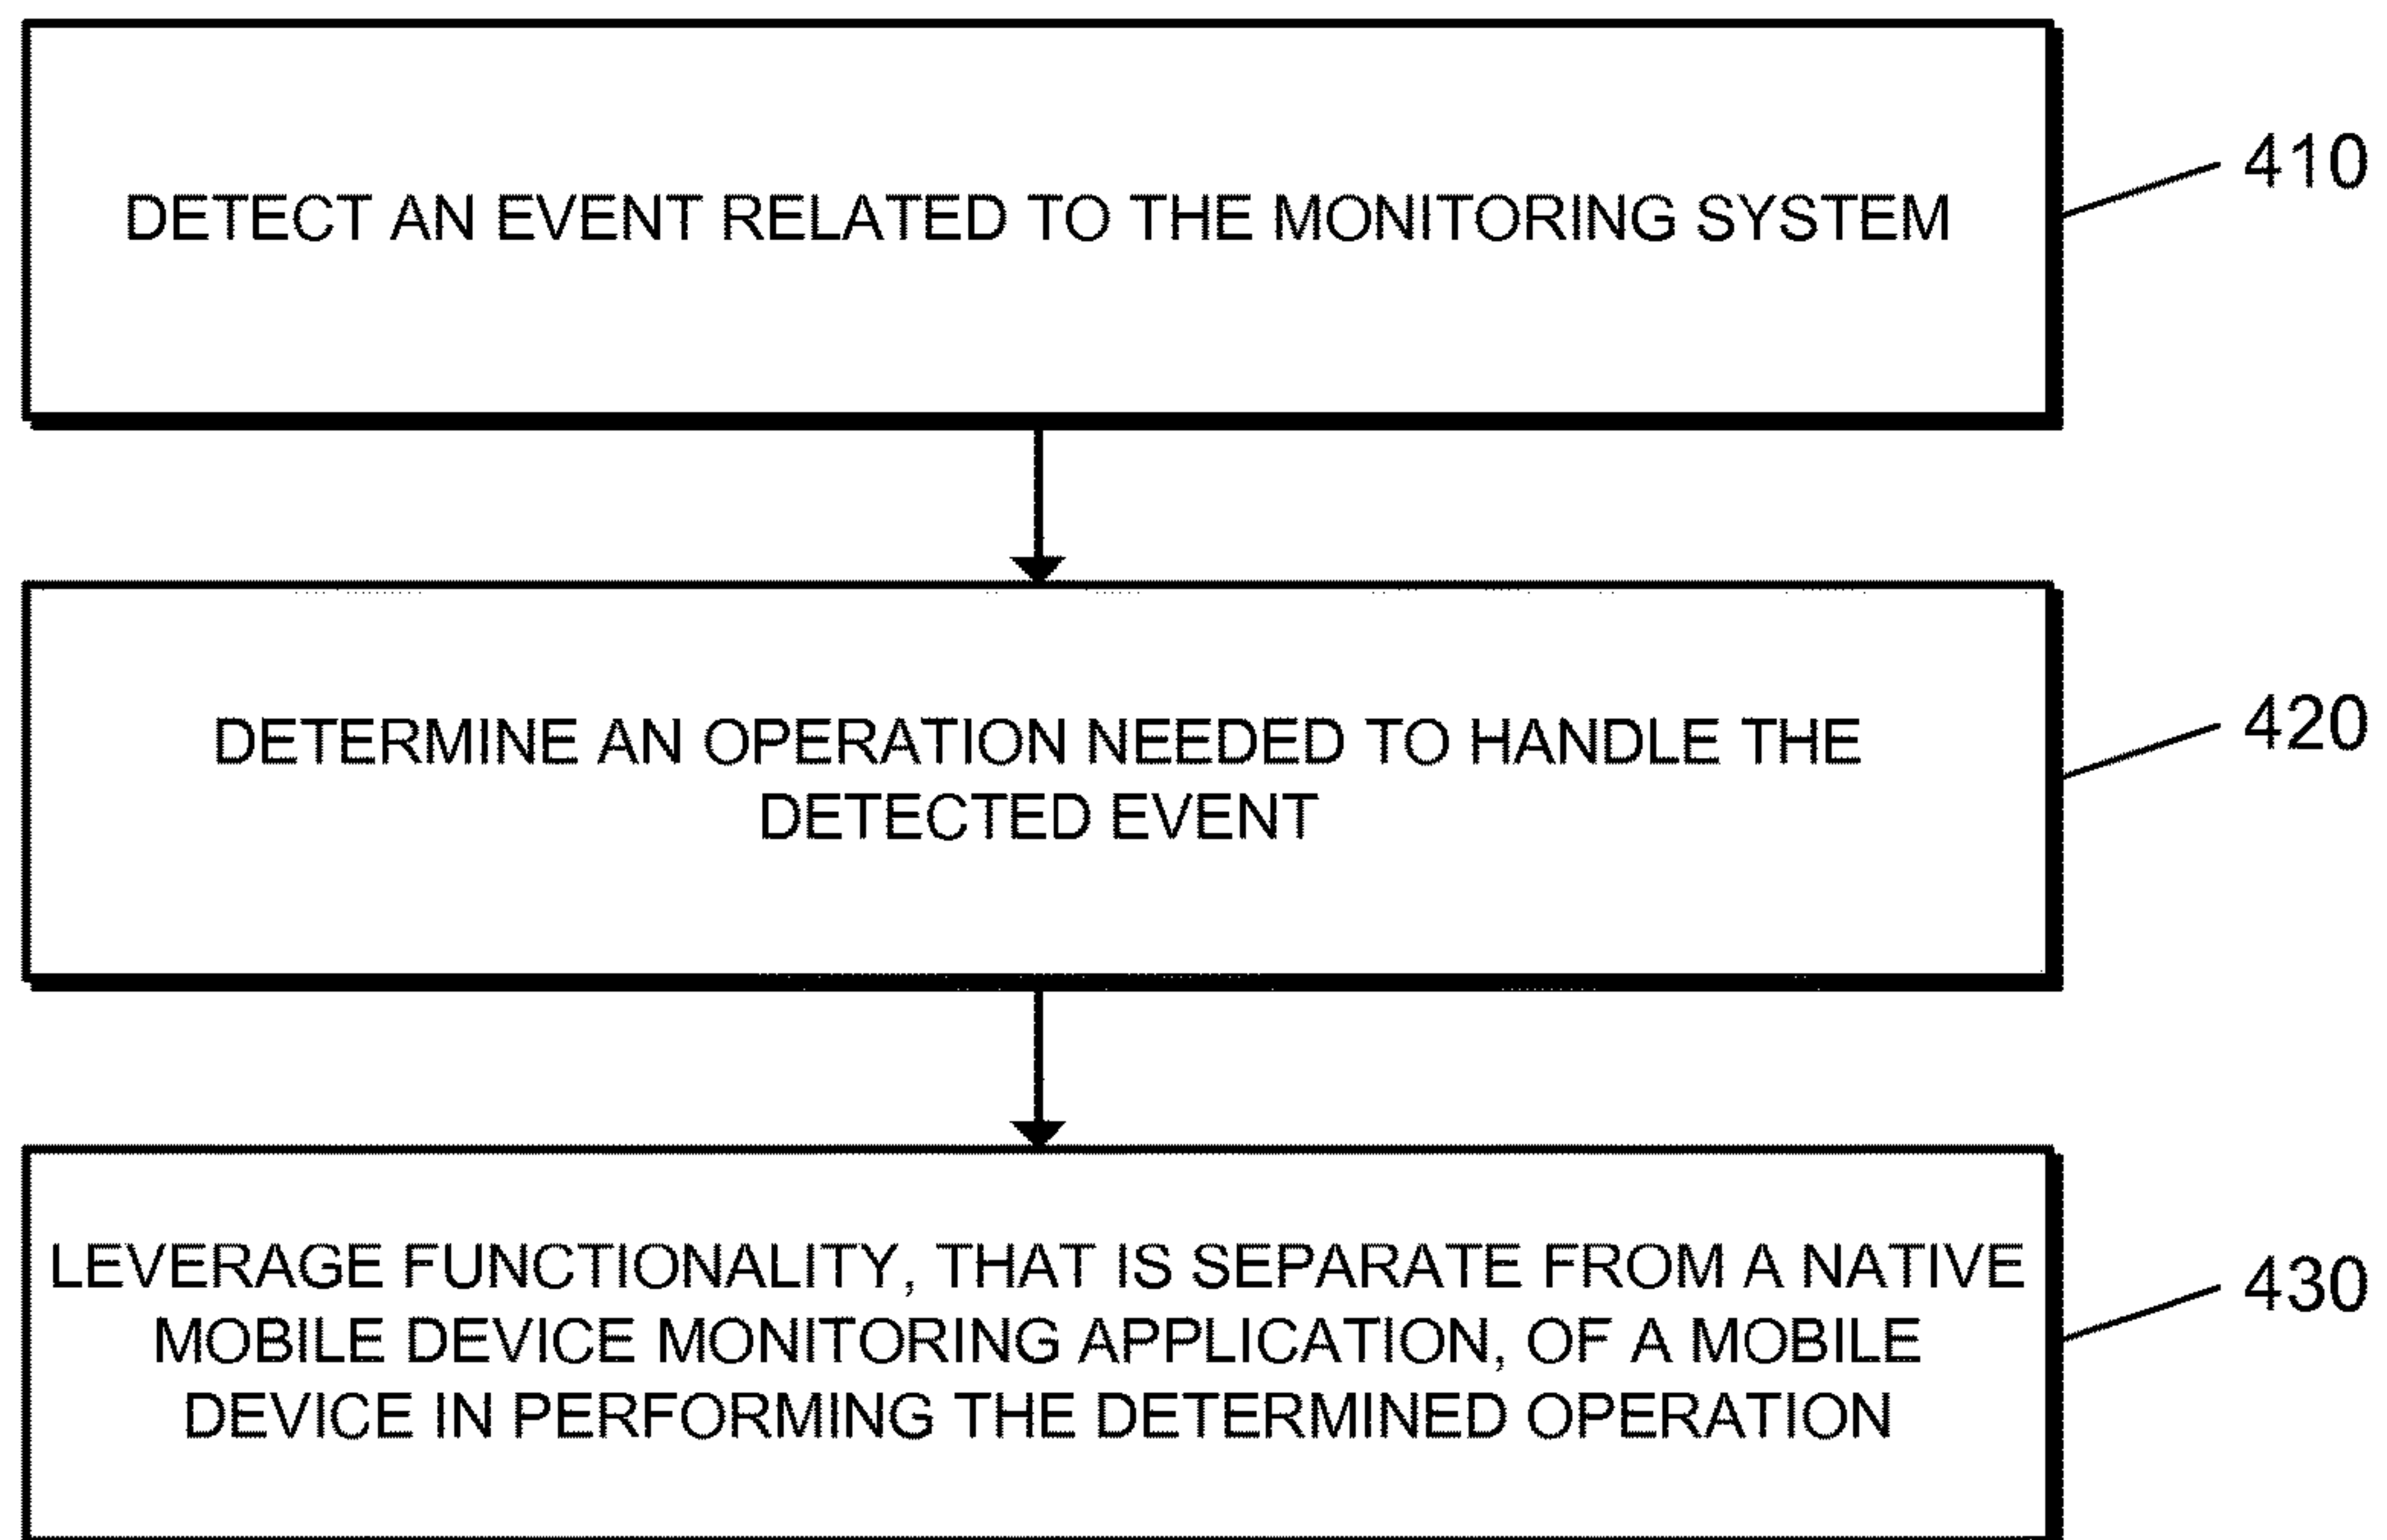 DETECT AN EVENT RELATED TO THE MONITORING SYSTEM
410
DETERMINE AN OPERATION NEEDED TO HANDLE THE
DETECTED EVENT
420
LEVERAGE FUNCTIONALITY, THAT IS SEPARATE FROM A NATIVE
MOBILE DEVICE MONITORING APPLICATION, OF A MOBILE
DEVICE IN PERFORMING THE DETERMINED OPERATION
430